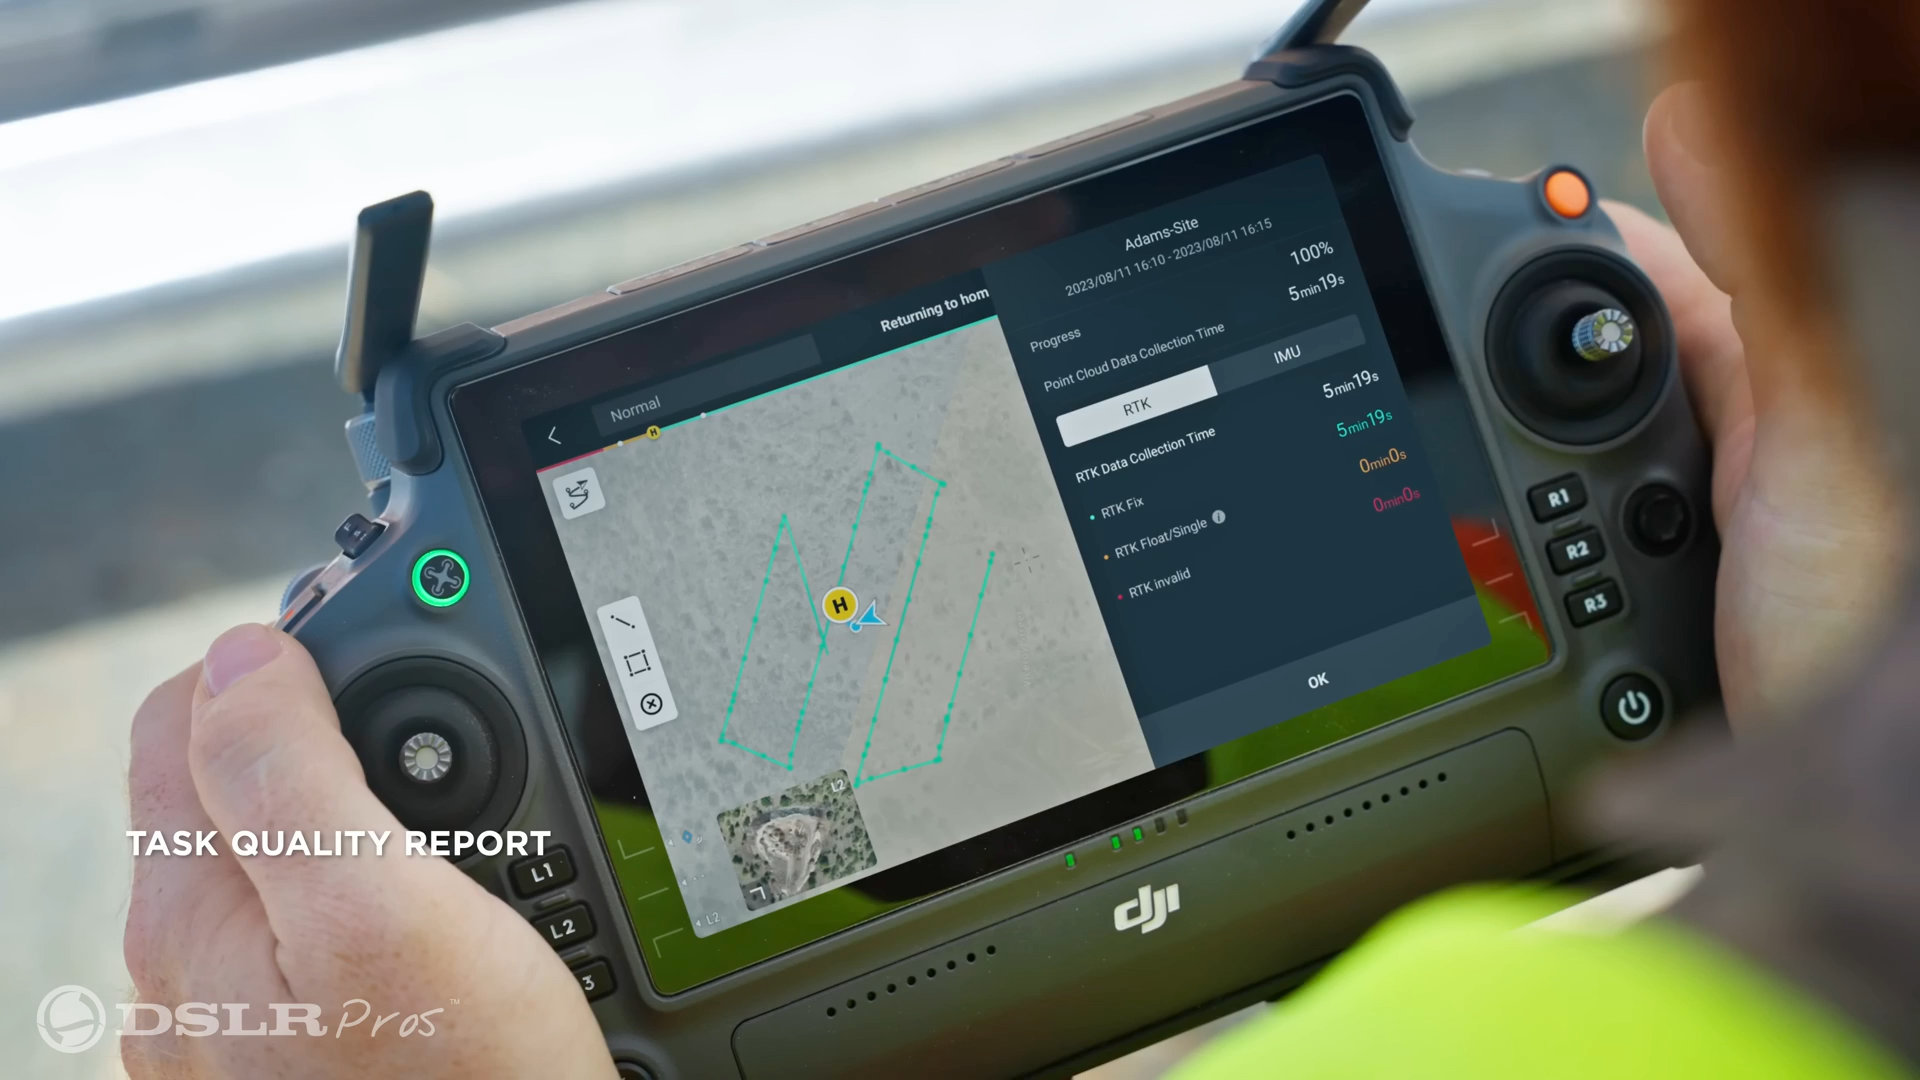 Adams-Site
2023/08/11 16:10 - 2023/08/11 16:15
Returning to hom
Normal
Progress 100%
Point Cloud Data Collection Time 5min19s
RTK IMU
RTK Data Collection Time 5min19s
RTK Fix 5min19s
RTK Float/Single 0min0s
RTK invalid 0min0s
OK
H
H
L2
L2
R1
R2
R3
L1
L2
3
dji
TASK QUALITY REPORT
DSLRPros™